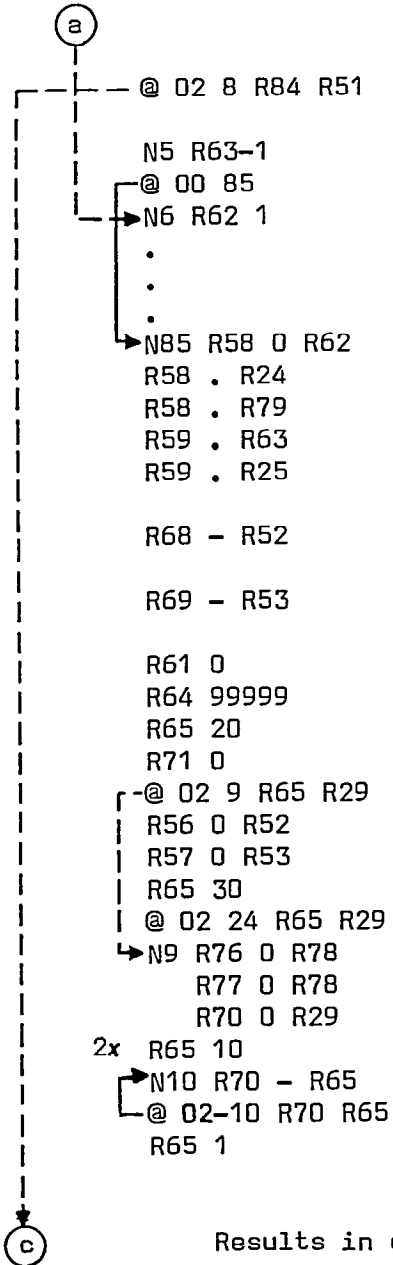 a
@ 02 8 R84 R51
N5 R63-1
@ 00 85
N6 R62 1
.
.
.
N85 R58 0 R62
R58 . R24
R58 . R79
R59 . R63
R59 . R25
R68 - R52
R69 - R53
R61 0
R64 99999
R65 20
R71 0
@ 02 9 R65 R29
R56 0 R52
R57 0 R53
R65 30
@ 02 24 R65 R29
N9 R76 0 R78
R77 0 R78
R70 0 R29
2x R65 10
N10 R70 - R65
@ 02-10 R70 R65
R65 1
c Results in